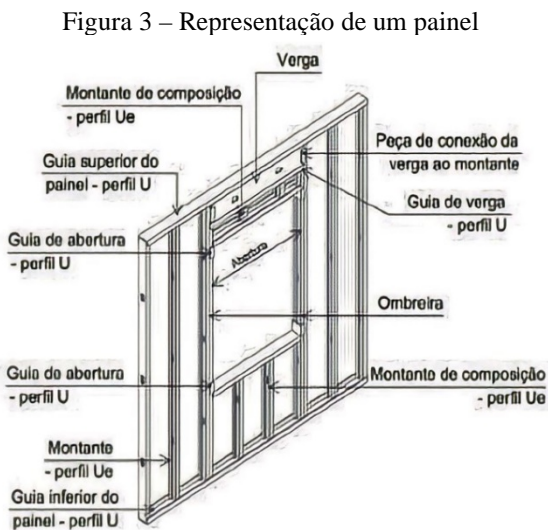 Figura 3 – Representação de um painel
Verga
Montante de composição
- perfil Ue
Peça de conexão da
verga ao montante
Guia superior do
painel - perfil U
Guia de verga
- perfil U
Guia de abertura
- perfil U
Abertura
Ombreira
Guia de abertura
- perfil U
Montante de composição
- perfil Ue
Montante
- perfil Ue
Guia inferior do
painel - perfil U